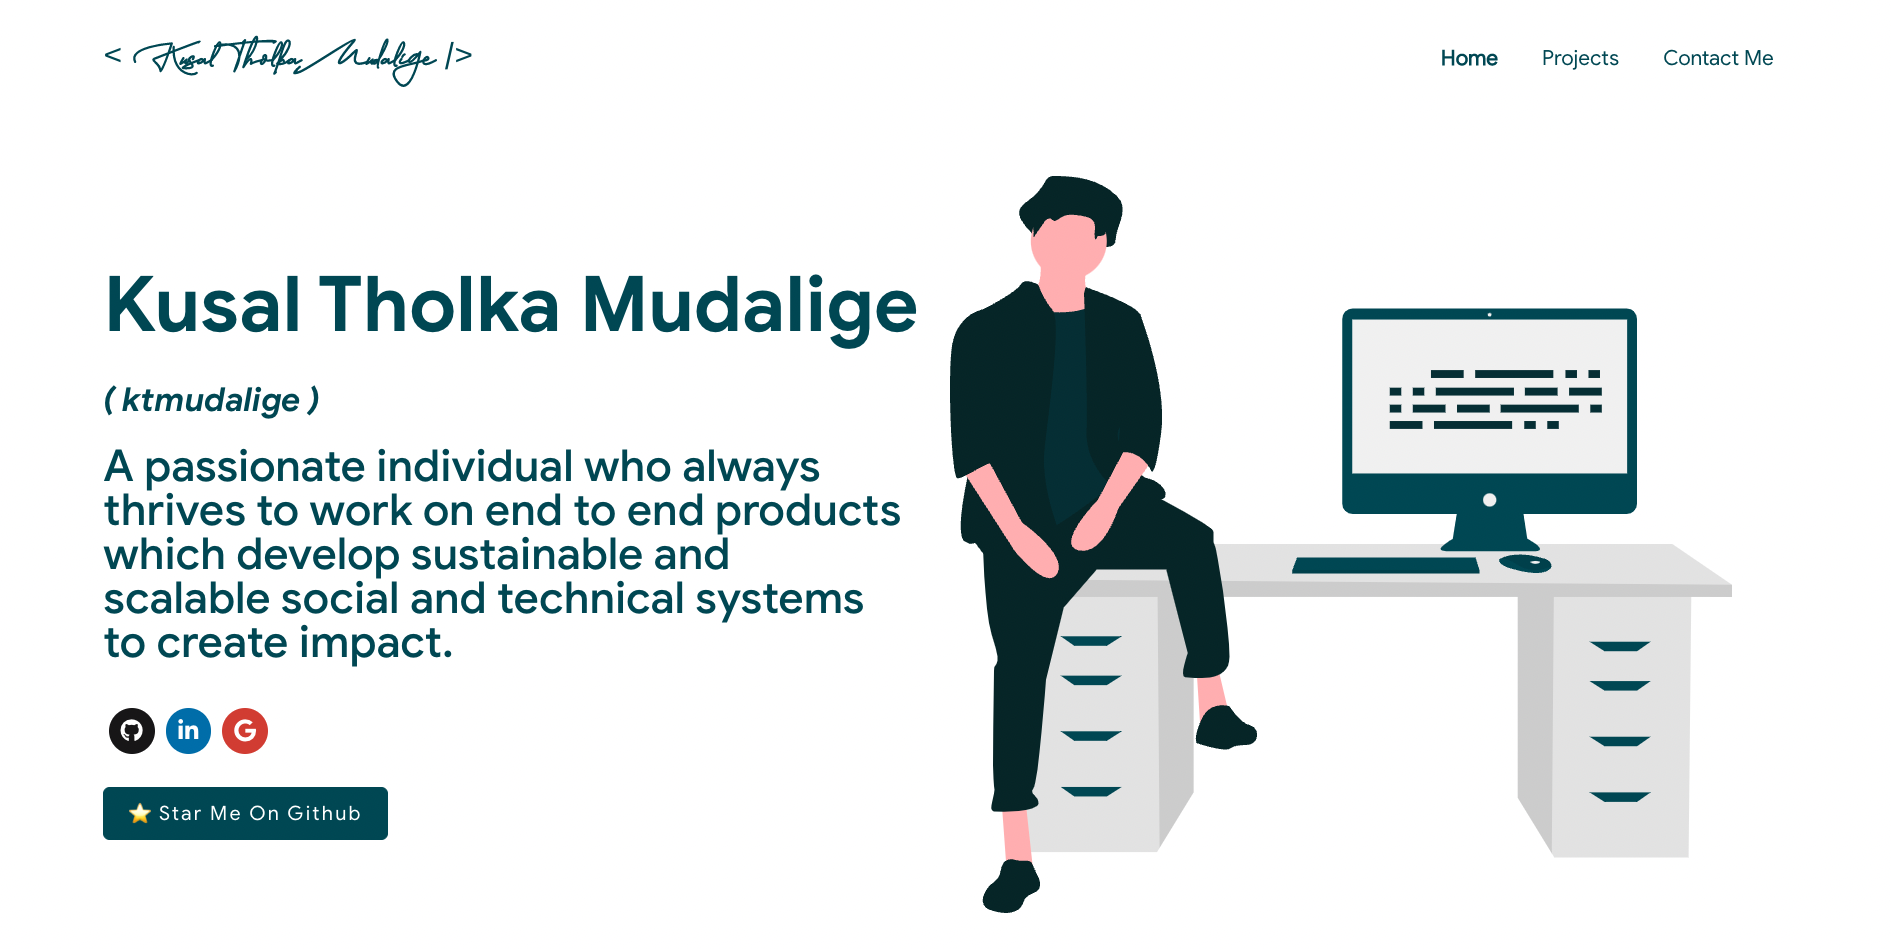 < Kusal Tholka Mudalige />
Home
Projects
Contact Me
Kusal Tholka Mudalige
( ktmudalige )
A passionate individual who always
thrives to work on end to end products
which develop sustainable and
scalable social and technical systems
to create impact.
in
G
⭐ Star Me On Github